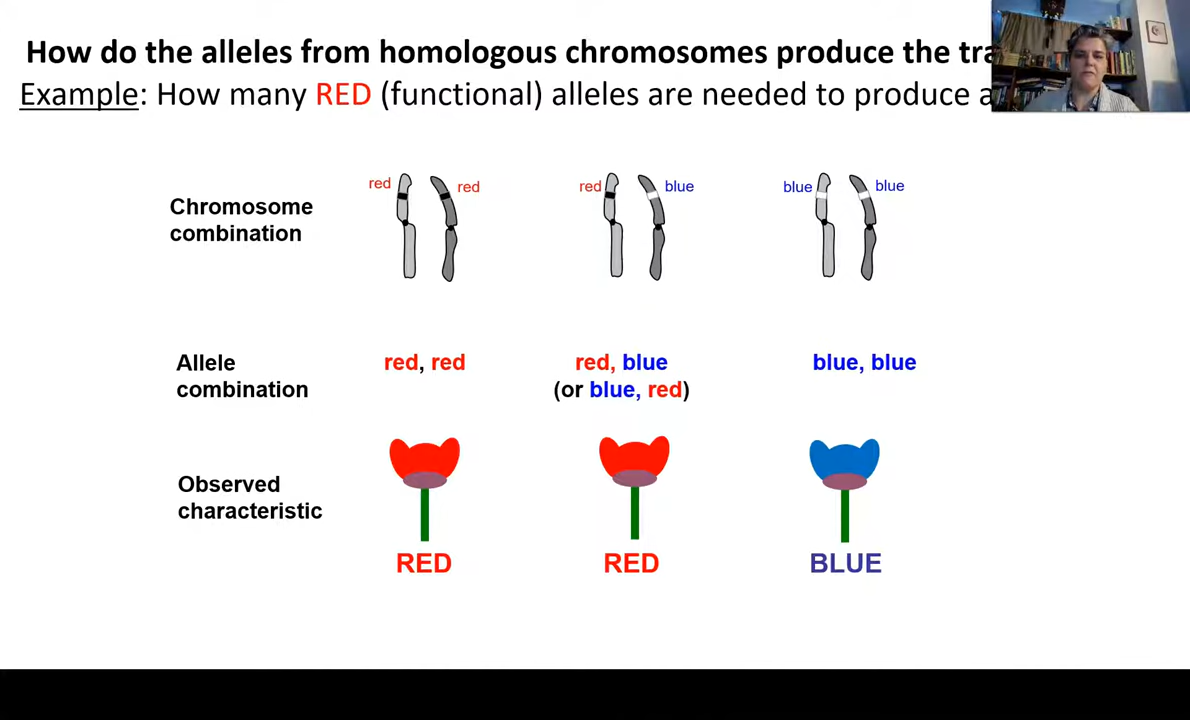 How do the alleles from homologous chromosomes produce the
Example: How many RED (functional) alleles are needed to produce
red red red blue blue blue
Chromosome
combination
Allele
combination
red, red
red, blue
(or blue, red)
blue, blue
Observed
characteristic
RED RED BLUE